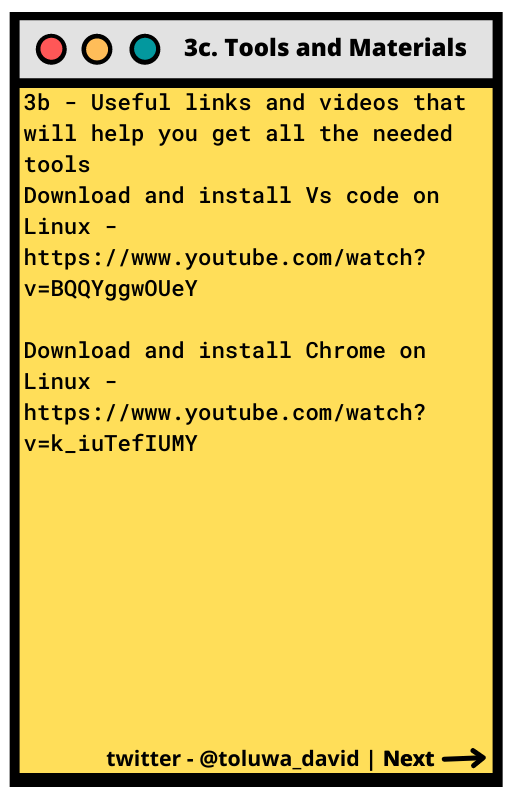 3c. Tools and Materials
3b - Useful links and videos that
will help you get all the needed
tools
Download and install Vs code on
Linux -
https://www.youtube.com/watch?
v=BQQYggwOUeY
Download and install Chrome on
Linux -
https://www.youtube.com/watch?
v=k_iuTefIUMY
twitter - @toluwa_david | Next